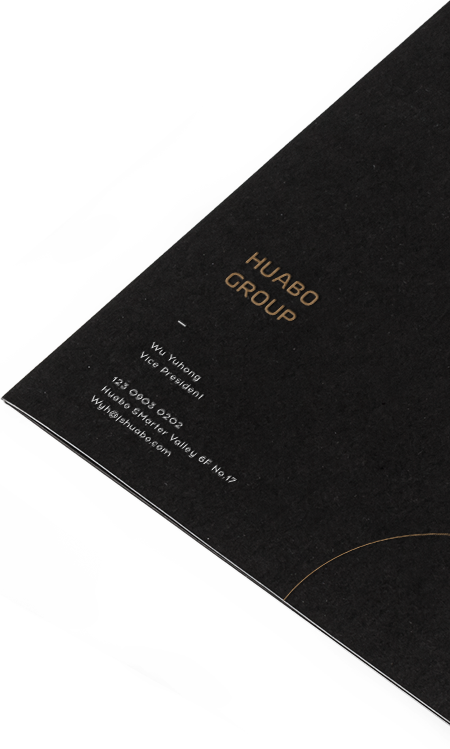 HUABO
GROUP
–
Wu Yuhong
Vice President
123 0903 0202
Huabo SMarter Valley 6F No.17
Wyh@jshuabo.com